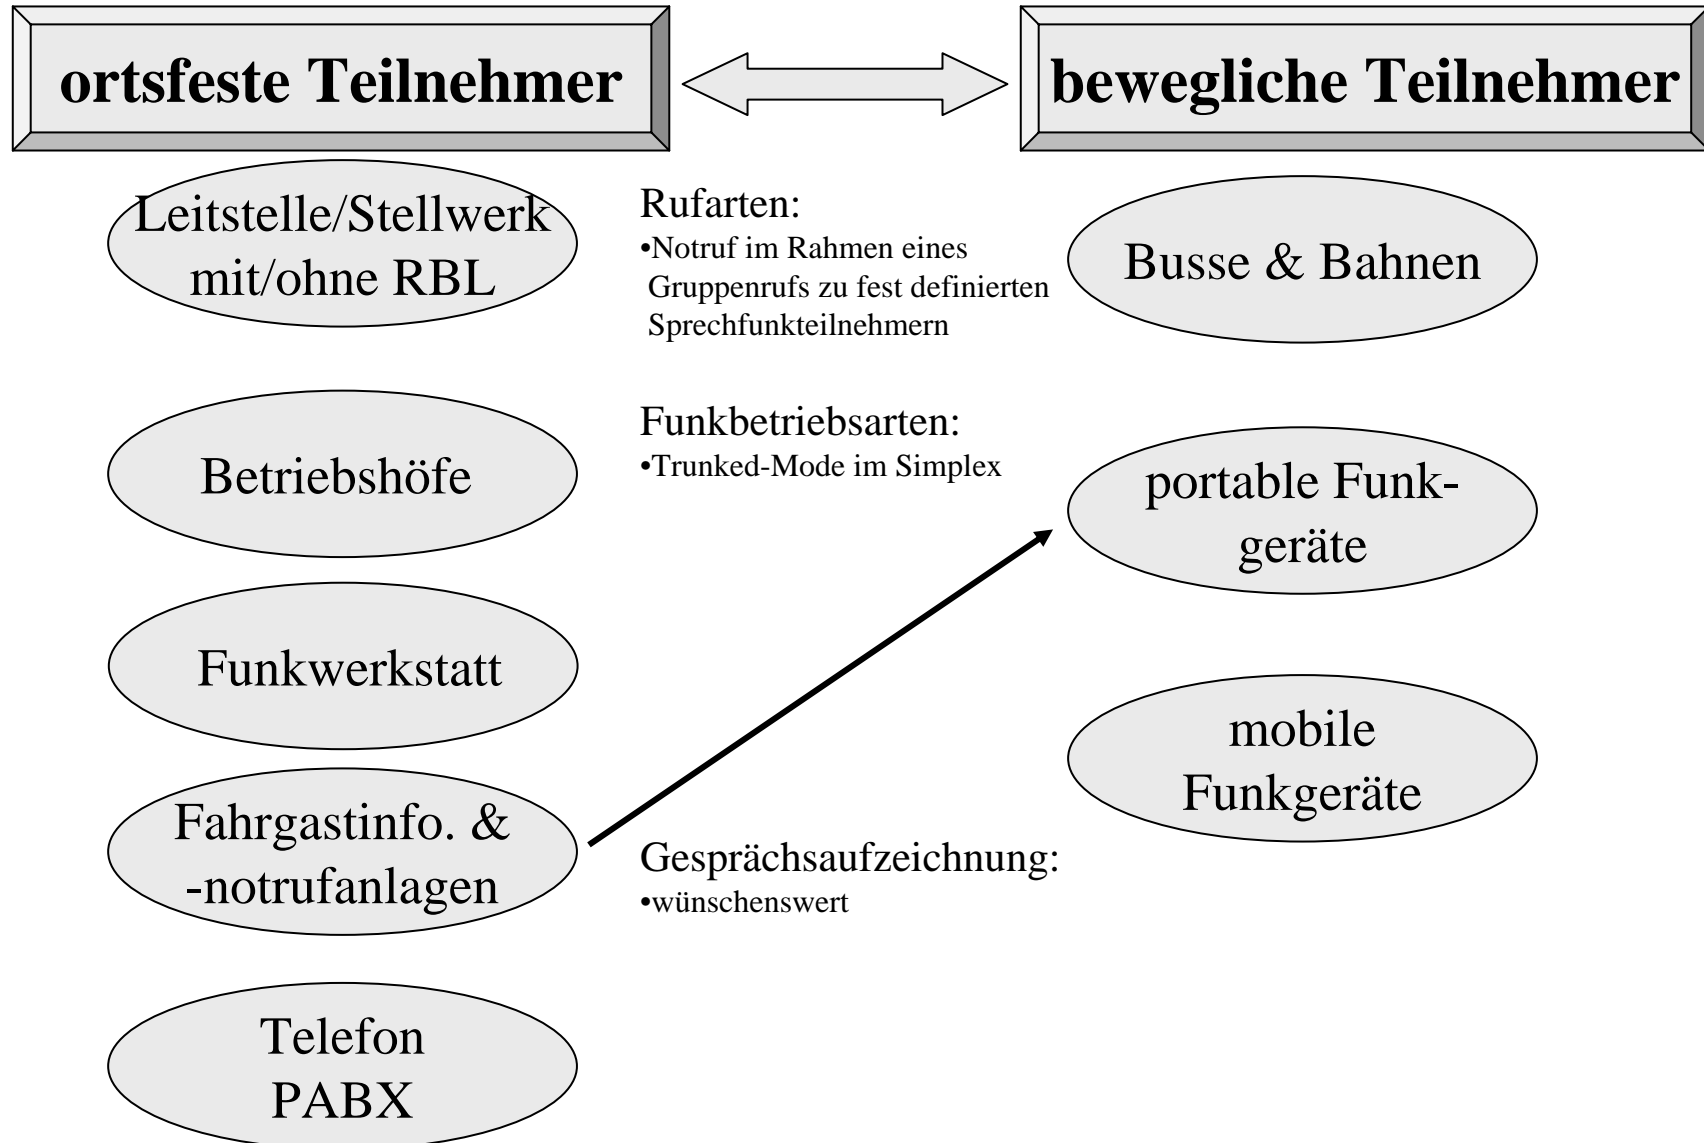 ortsfeste Teilnehmer
bewegliche Teilnehmer
Leitstelle/Stellwerk
mit/ohne RBL
Betriebshöfe
Funkwerkstatt
Fahrgastinfo. &
-notrufanlagen
Telefon
PABX
Rufarten:
•Notruf im Rahmen eines
Gruppenrufs zu fest definierten
Sprechfunkteilnehmern
Funkbetriebsarten:
•Trunked-Mode im Simplex
Gesprächsaufzeichnung:
•wünschenswert
Busse & Bahnen
portable Funk-
geräte
mobile
Funkgeräte